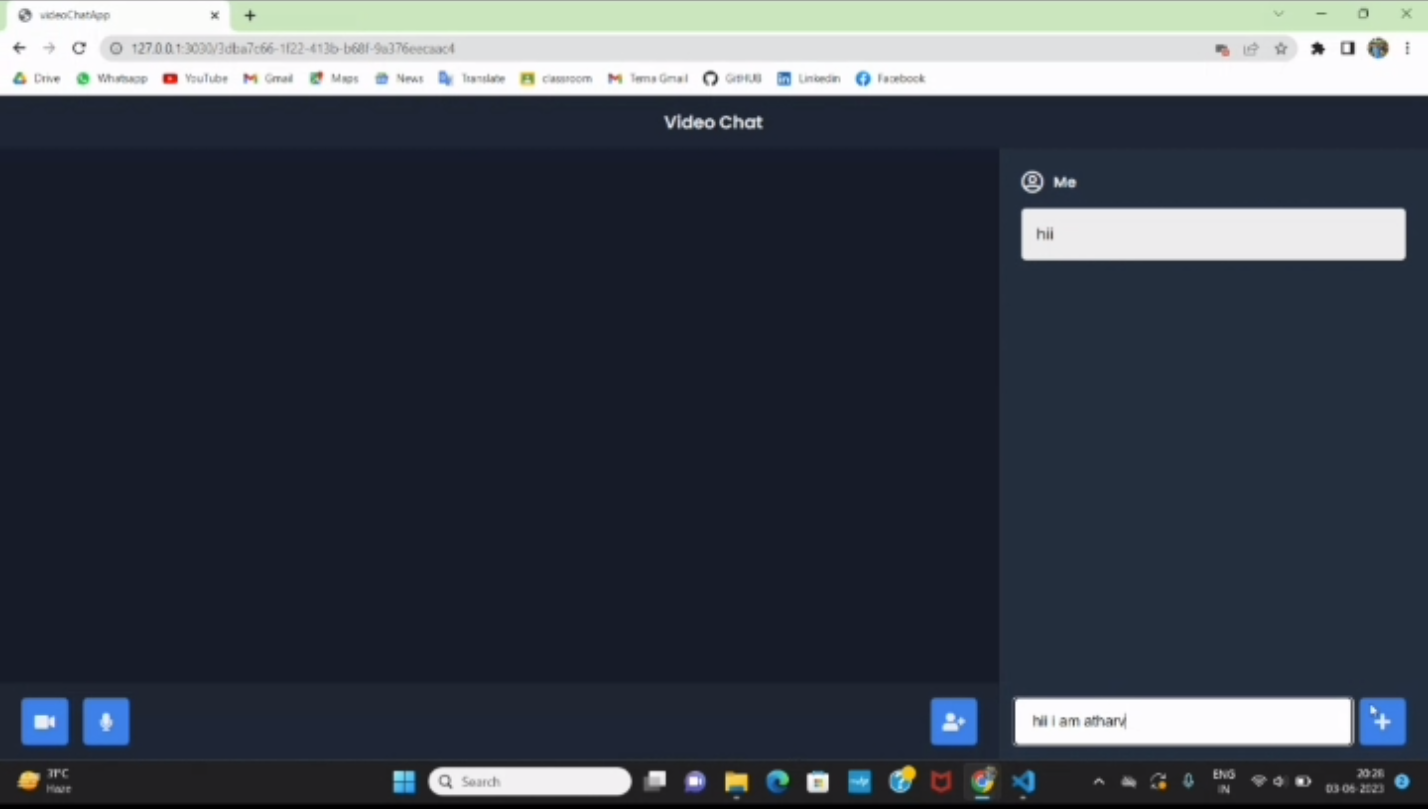 videoChatApp
127.0.0.1:3030/3dba7c66-1f22-413b-b68f-9a376eecaac4
Drive Whatsapp YouTube Gmail Maps News Translate classroom Terna Gmail GitHUB Linkedin Facebook
Video Chat
Me
hii
hii i am atharv
31°C
Haze
Search
ENG
IN
20:28
03-06-2023
2